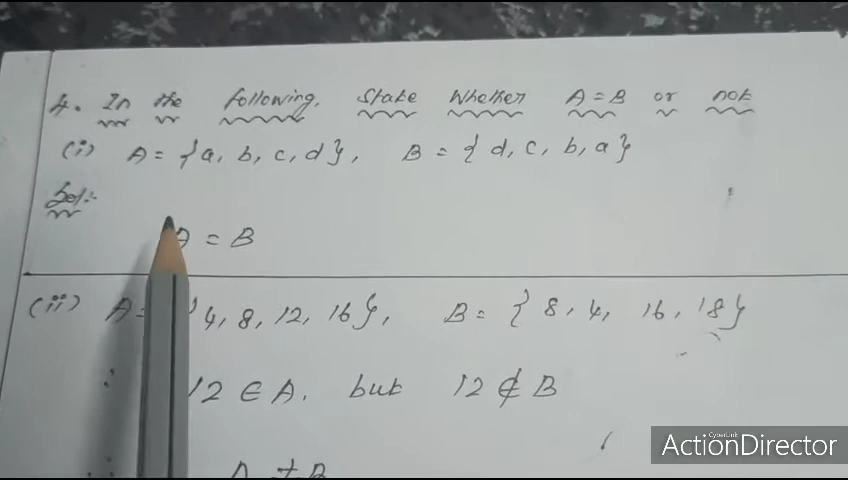 4. In the following, State Whether A = B or not
(i) A = {a, b, c, d}, B = { d, c, b, a}
Sol:-
A = B
(ii) A = 4, 8, 12, 16}, B = { 8, 4, 16, 18}
∴ 12 ∈ A. but 12 ∉ B
A ≠ B
CyberLink
ActionDirector